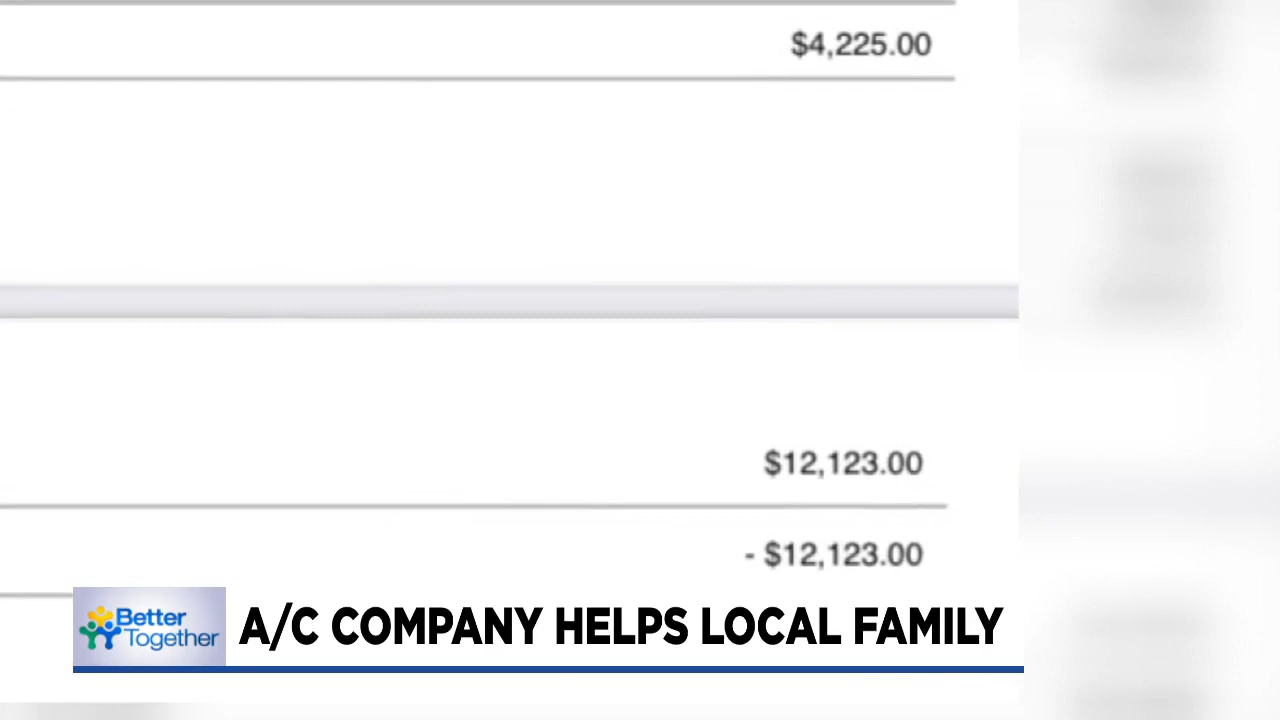 $4,225.00
$12,123.00
- $12,123.00
Better
Together
A/C COMPANY HELPS LOCAL FAMILY